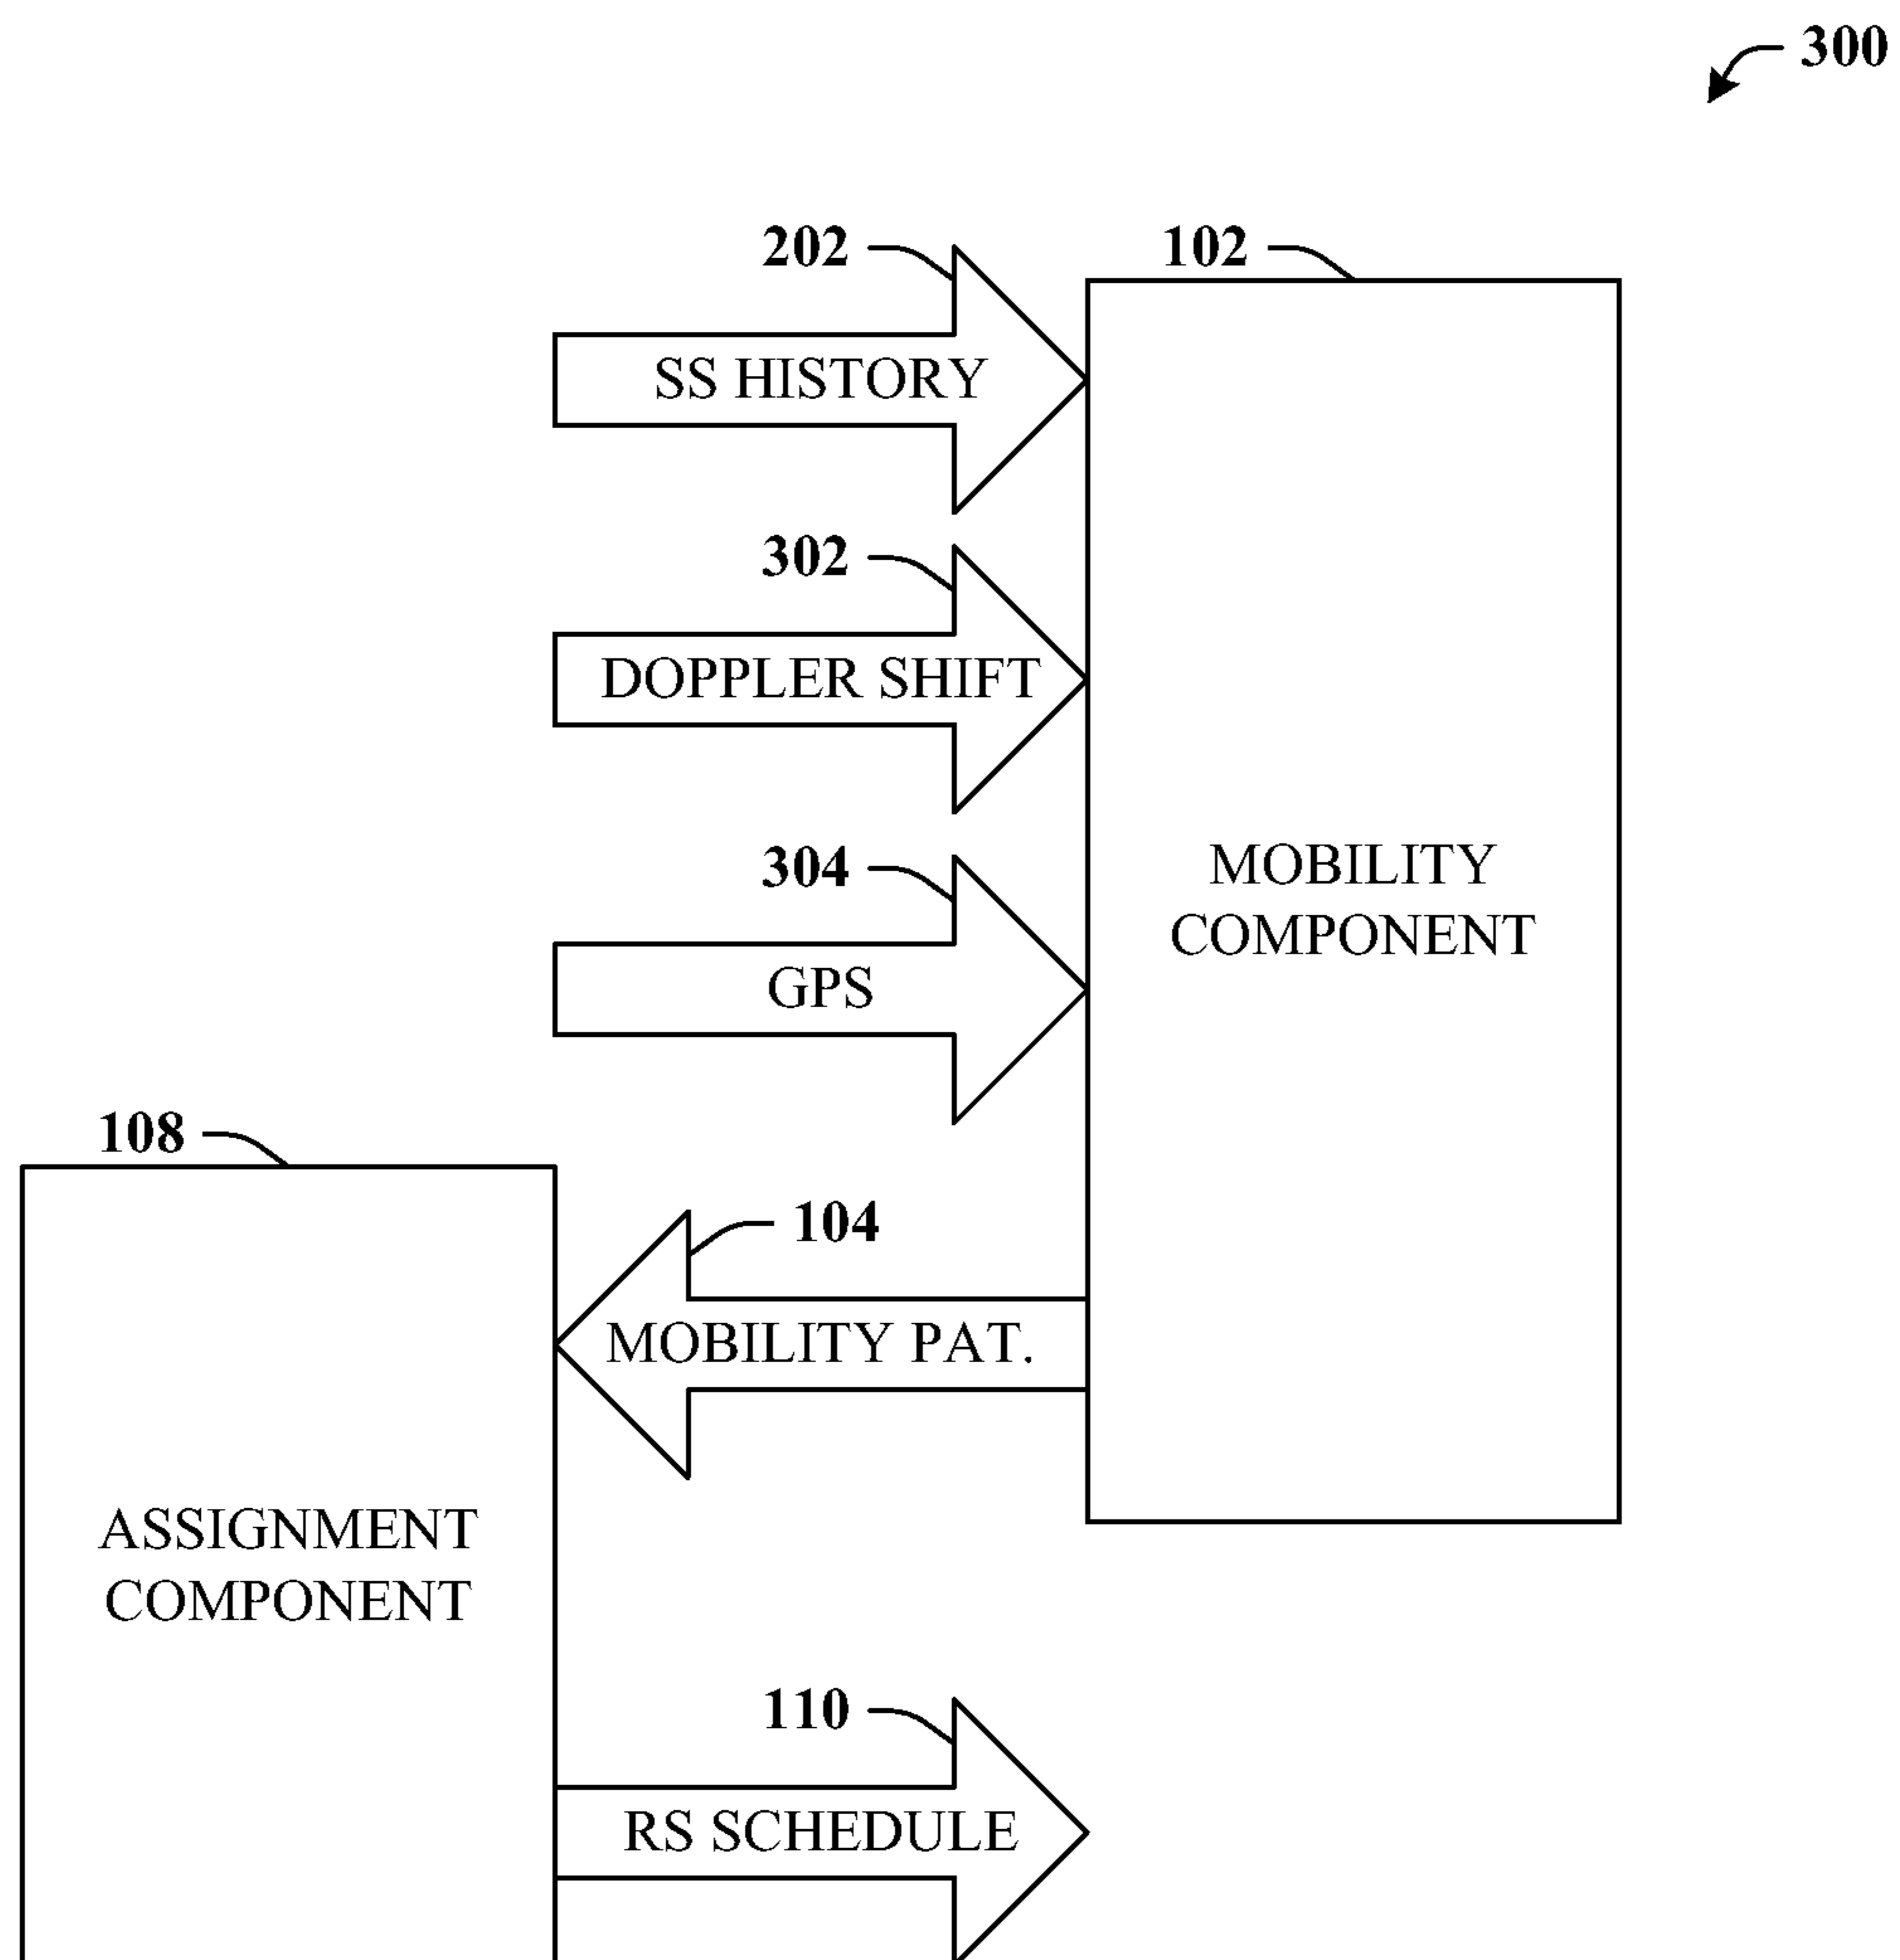 300
202
102
SS HISTORY
302
DOPPLER SHIFT
304
MOBILITY
COMPONENT
GPS
108
104
MOBILITY PAT.
ASSIGNMENT
COMPONENT
110
RS SCHEDULE